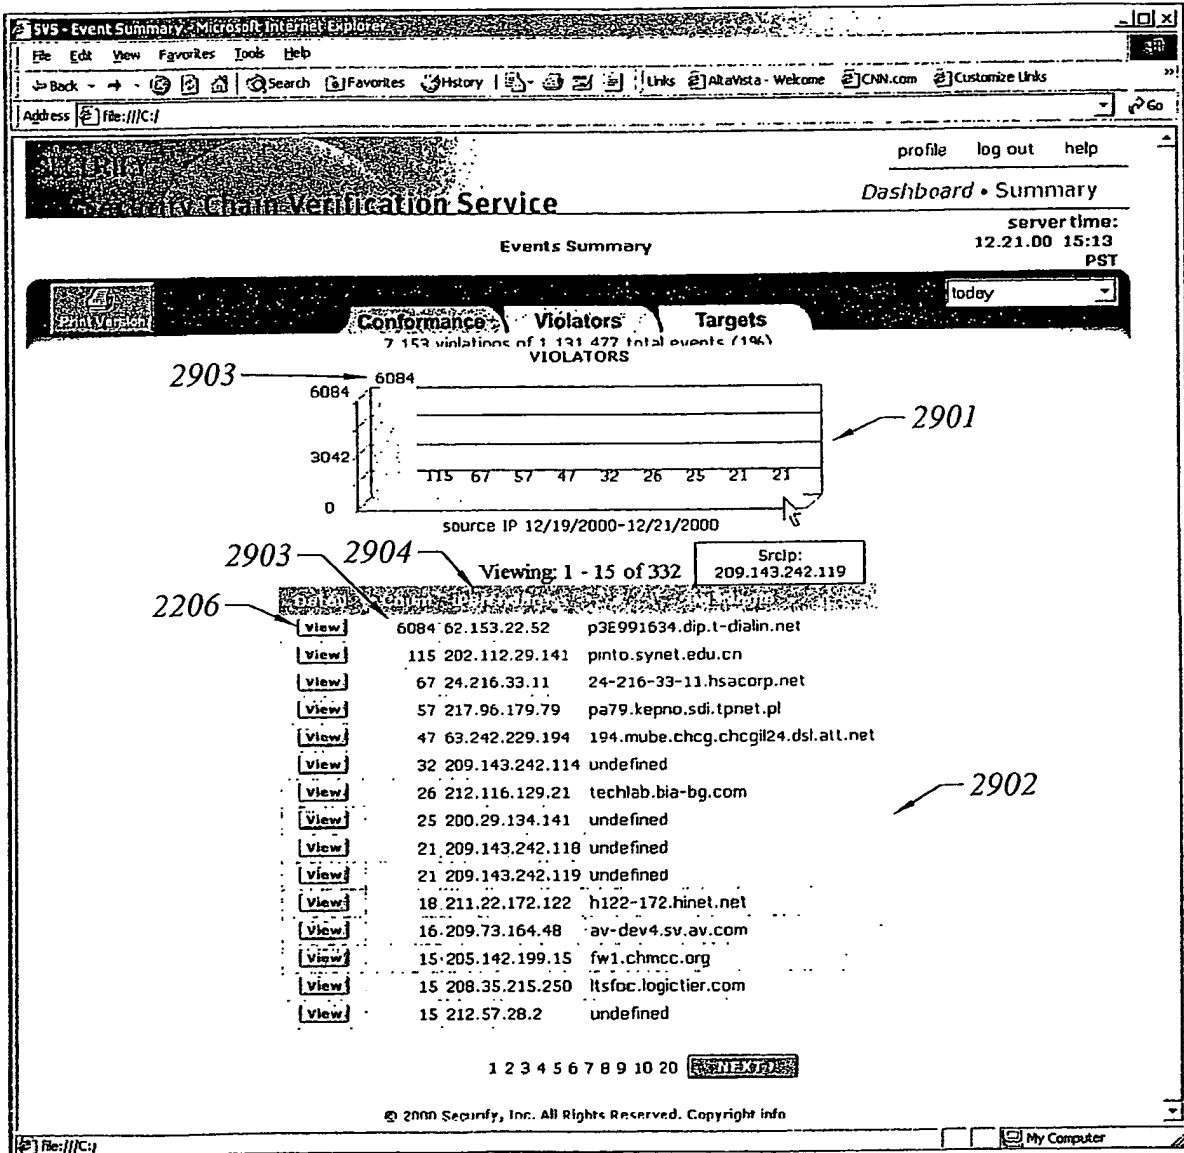 SVS - Event Summary - Microsoft Internet Explorer
File Edit View Favorites Tools Help
Back Search Favorites History Links AltaVista - Welcome CNN.com Customize Links
Address file:///C:/ Go
profile log out help
Security Chain Verification Service
Dashboard • Summary
server time:
12.21.00 15:13
PST
Events Summary
Print Version
today
Conformance Violators Targets
7,153 violations of 1,131,477 total events (1%)
VIOLATORS
2903
6084
6084
2901
3042
115 67 57 47 32 26 25 21 21
0
source IP 12/19/2000-12/21/2000
2903 2904
Viewing: 1 - 15 of 332
SrcIp:
209.143.242.119
2206
View 6084 62.153.22.52 p3E991634.dip.t-dialin.net
View 115 202.112.29.141 pinto.synet.edu.cn
View 67 24.216.33.11 24-216-33-11.hsacorp.net
View 57 217.96.179.79 pa79.kepno.sdi.tpnet.pl
View 47 63.242.229.194 194.mube.chcg.chcgil24.dsl.att.net
View 32 209.143.242.114 undefined
View 26 212.116.129.21 techlab.bia-bg.com
2902
View 25 200.29.134.141 undefined
View 21 209.143.242.118 undefined
View 21 209.143.242.119 undefined
View 18 211.22.172.122 h122-172.hinet.net
View 16 209.73.164.48 av-dev4.sv.av.com
View 15 205.142.199.15 fw1.chmcc.org
View 15 208.35.215.250 ltsfoc.logictier.com
View 15 212.57.28.2 undefined
1 2 3 4 5 6 7 8 9 10 20 NEXT
© 2000 Securify, Inc. All Rights Reserved. Copyright info
file:///C:/ My Computer